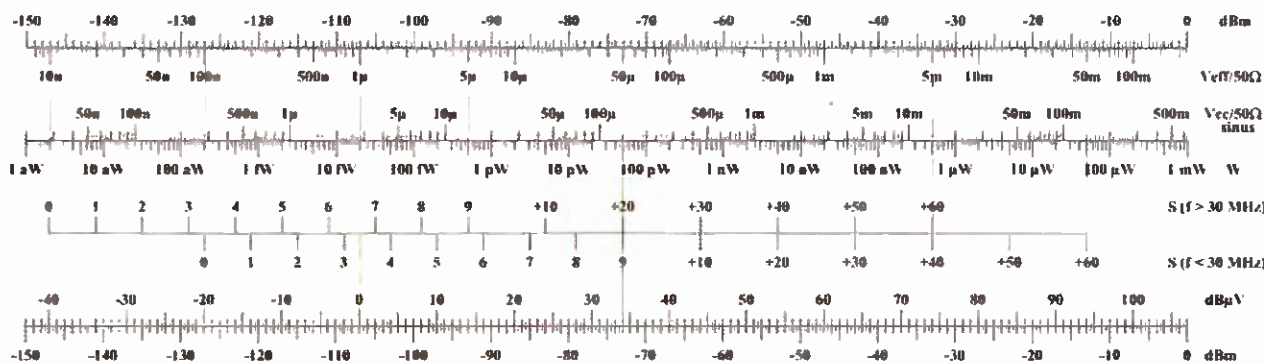 -150 -140 -130 -120 -110 -100 -90 -80 -70 -60 -50 -40 -30 -20 -10 0 dBm
10n 50n 100n 500n 1µ 5µ 10µ 50µ 100µ 500µ 1m 5m 10m 50m 100m Veff/50Ω
50n 100n 500n 1µ 5µ 10µ 50µ 100µ 500µ 1m 5m 10m 50m 100m 500m Vcc/50Ω
sinus
1 aW 10 aW 100 aW 1 fW 10 fW 100 fW 1 pW 10 pW 100 pW 1 nW 10 nW 100 nW 1 µW 10 µW 100 µW 1 mW W
0 1 2 3 4 5 6 7 8 9 +10 +20 +30 +40 +50 +60 S (f > 30 MHz)
0 1 2 3 4 5 6 7 8 9 +10 +20 +30 +40 +50 +60 S (f < 30 MHz)
-40 -30 -20 -10 0 10 20 30 40 50 60 70 80 90 100 dBµV
-150 -140 -130 -120 -110 -100 -90 -80 -70 -60 -50 -40 -30 -20 -10 0 dBm